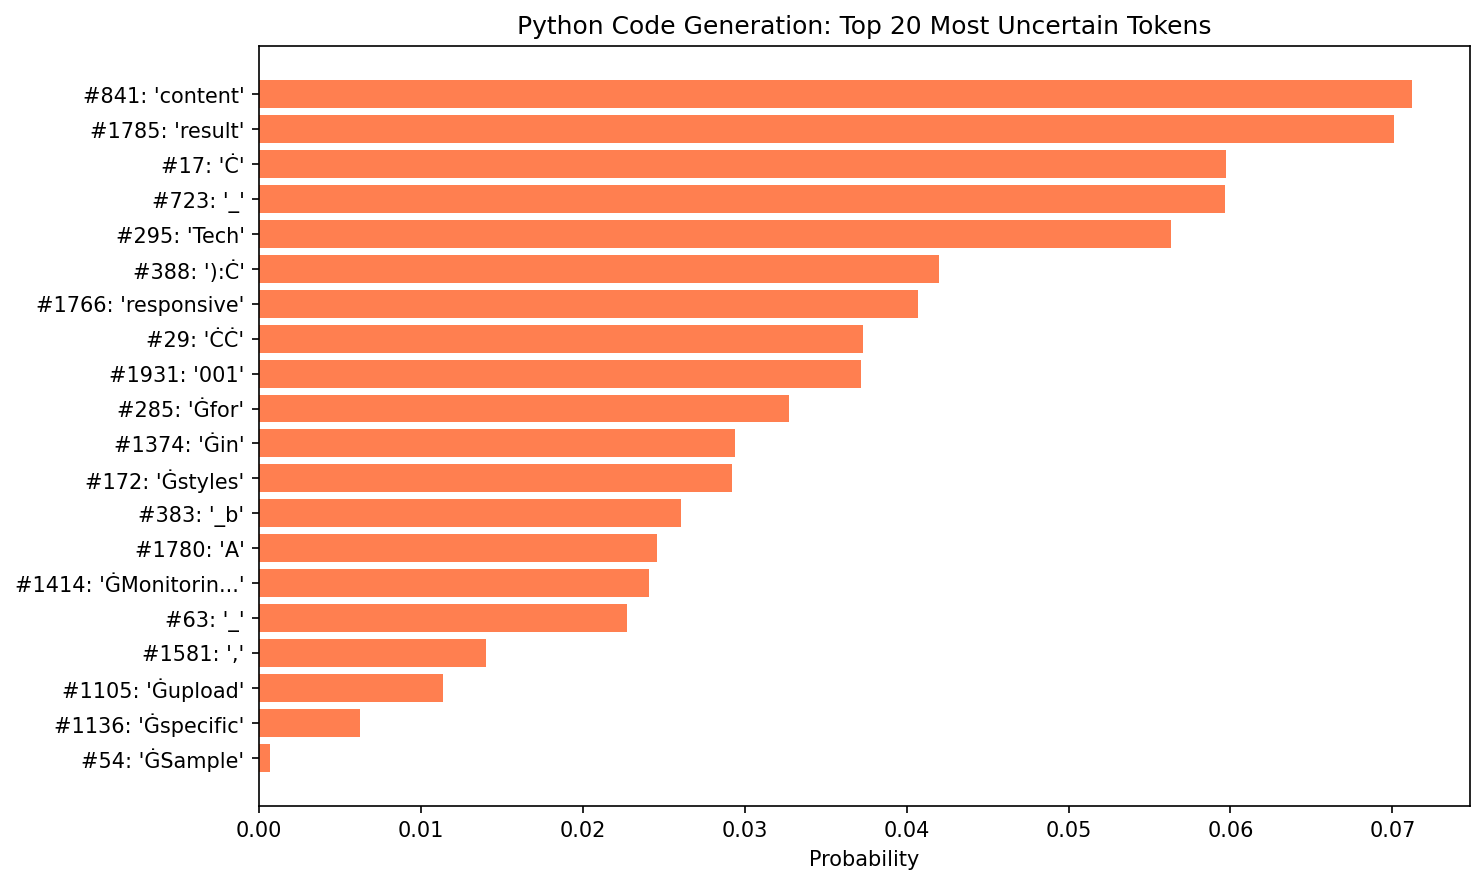 Python Code Generation: Top 20 Most Uncertain Tokens
#841: 'content'
#1785: 'result'
#17: 'Ċ'
#723: '_'
#295: 'Tech'
#388: '):Ċ'
#1766: 'responsive'
#29: 'ĊĊ'
#1931: '001'
#285: 'Ġfor'
#1374: 'Ġin'
#172: 'Ġstyles'
#383: '_b'
#1780: 'A'
#1414: 'ĠMonitorin...'
#63: '_'
#1581: ','
#1105: 'Ġupload'
#1136: 'Ġspecific'
#54: 'ĠSample'
0.00 0.01 0.02 0.03 0.04 0.05 0.06 0.07
Probability